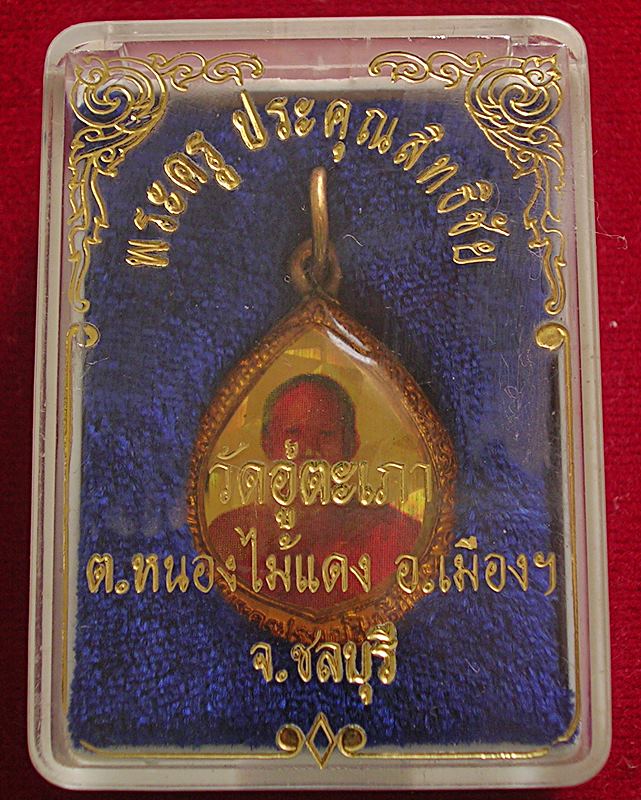 พระครู ประคุณสิทธิชัย
วัดอู่ตะเภา
ต.หนองไม้แดง อ.เมืองฯ
จ.ชลบุรี